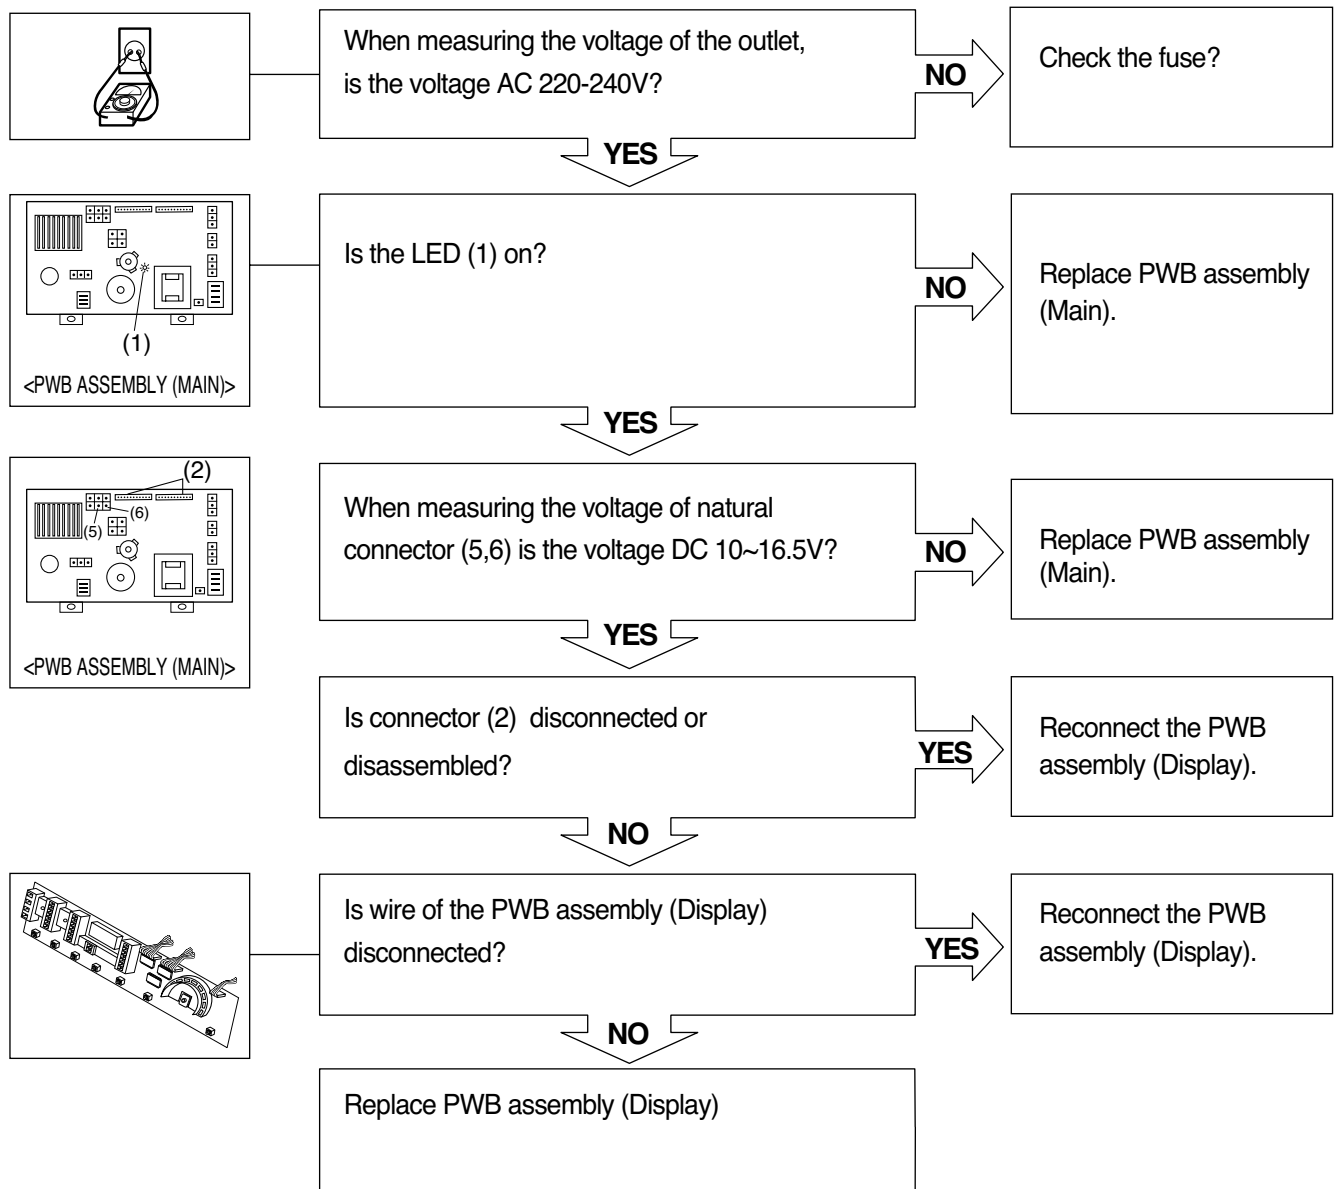 When measuring the voltage of the outlet,
is the voltage AC 220-240V?
NO
Check the fuse?
YES
(1)
<PWB ASSEMBLY (MAIN)>
Is the LED (1) on?
NO
Replace PWB assembly
(Main).
YES
(2)
(5)
(6)
<PWB ASSEMBLY (MAIN)>
When measuring the voltage of natural
connector (5,6) is the voltage DC 10~16.5V?
NO
Replace PWB assembly
(Main).
YES
Is connector (2) disconnected or
disassembled?
YES
Reconnect the PWB
assembly (Display).
NO
Is wire of the PWB assembly (Display)
disconnected?
YES
Reconnect the PWB
assembly (Display).
NO
Replace PWB assembly (Display)